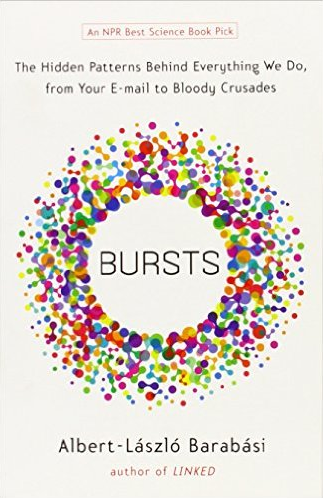 An NPR Best Science Book Pick
The Hidden Patterns Behind Everything We Do,
from Your E-mail to Bloody Crusades
BURSTS
Albert-László Barabási
author of LINKED